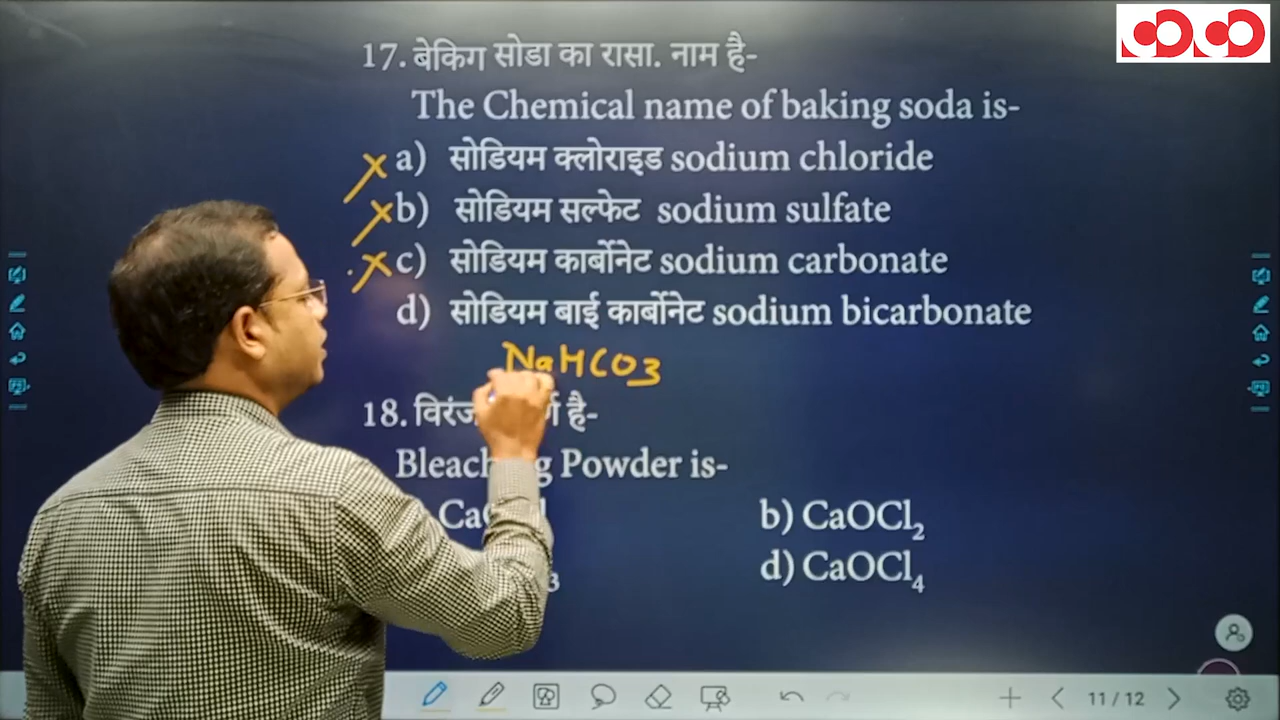 17. बेकिग सोडा का रासा. नाम है-
The Chemical name of baking soda is-
a) सोडियम क्लोराइड sodium chloride
b) सोडियम सल्फेट sodium sulfate
c) सोडियम कार्बोनेट sodium carbonate
d) सोडियम बाई कार्बोनेट sodium bicarbonate
NaHCO3
18. है-
Powder is-
b) CaOCl₂
d) CaOCl₄
11 / 12